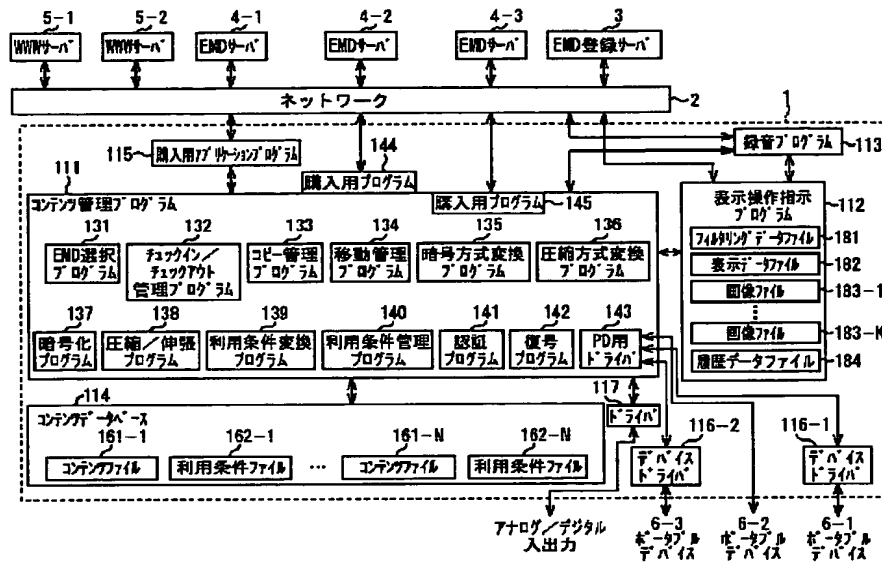 5-1
5-2
4-1
4-2
4-3
3
WWWサーバ
WWWサーバ
EMDサーバ
EMDサーバ
EMDサーバ
EMD登録サーバ
ネットワーク
2
1
115
購入用アプリケーションプログラム
144
購入用プログラム
録音プログラム
113
111
コンテンツ管理プログラム
購入用プログラム
145
131
132
133
134
135
136
EMD選択
プログラム
チェックイン/
チェックアウト
管理プログラム
コピー管理
プログラム
移動管理
プログラム
暗号方式変換
プログラム
圧縮方式変換
プログラム
137
138
139
140
141
142
143
暗号化
プログラム
圧縮/伸張
プログラム
利用条件変換
プログラム
利用条件管理
プログラム
認証
プログラム
復号
プログラム
PD用
ドライバ
表示操作指示
プログラム
112
フィルタリングデータファイル
181
表示データファイル
182
画像ファイル
183-1
画像ファイル
183-K
履歴データファイル
184
114
コンテンツデータベース
117
ドライバ
161-1
162-1
161-N
162-N
コンテンツファイル
利用条件ファイル
…
コンテンツファイル
利用条件ファイル
116-2
デバイス
ドライバ
116-1
デバイス
ドライバ
アナログ/デジタル
入出力
6-3
ポータブル
デバイス
6-2
ポータブル
デバイス
6-1
ポータブル
デバイス